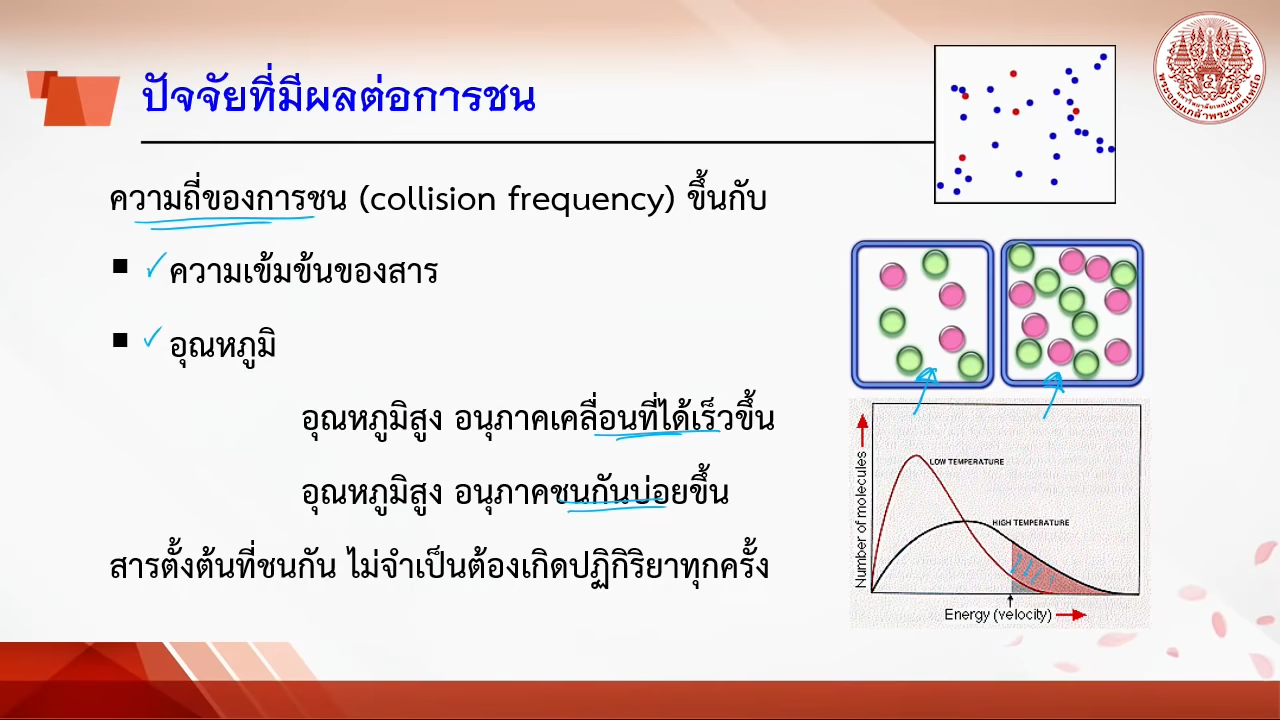 ปัจจัยที่มีผลต่อการชน
ความถี่ของการชน (collision frequency) ขึ้นกับ
ความเข้มข้นของสาร
อุณหภูมิ
อุณหภูมิสูง อนุภาคเคลื่อนที่ได้เร็วขึ้น
อุณหภูมิสูง อนุภาคชนกันบ่อยขึ้น
สารตั้งต้นที่ชนกัน ไม่จำเป็นต้องเกิดปฏิกิริยาทุกครั้ง
Number of molecules
LOW TEMPERATURE
HIGH TEMPERATURE
Energy (velocity)